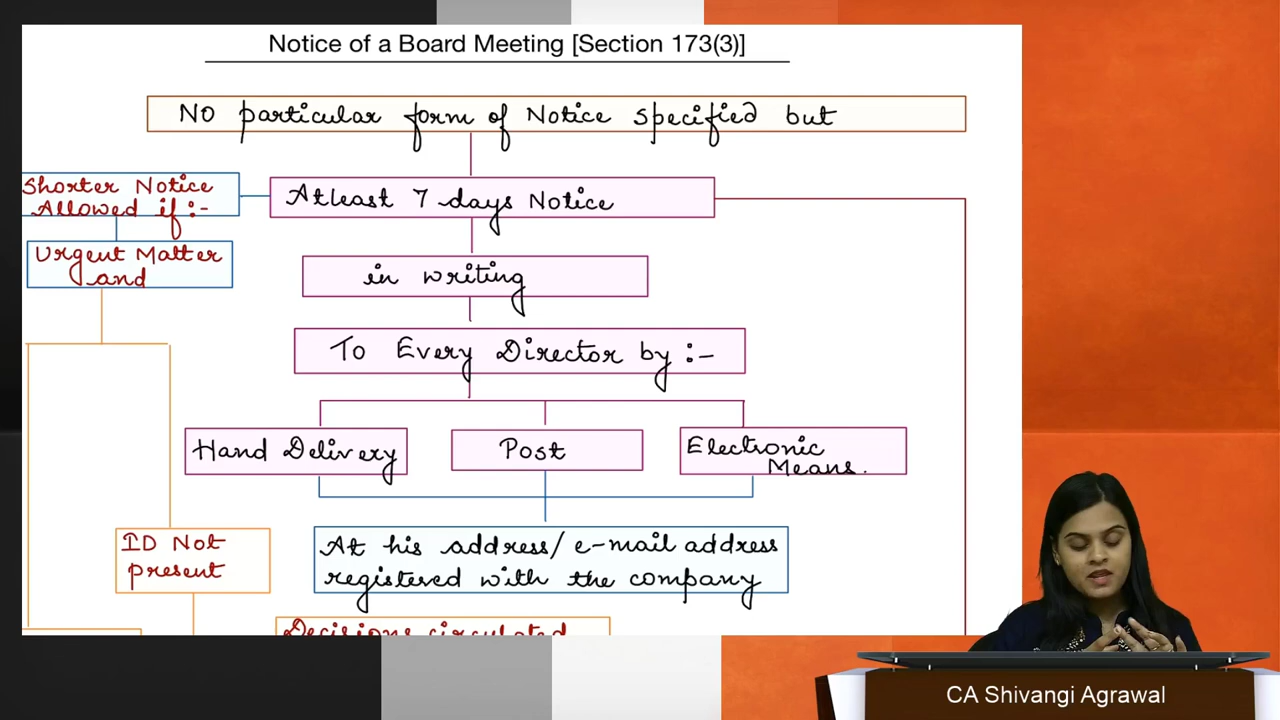 Notice of a Board Meeting [Section 173(3)]
No particular form of Notice specified but
Shorter Notice
Allowed if :-
Atleast 7 days Notice
Urgent Matter
and
in writing
To Every Director by :-
Hand Delivery
Post
Electronic
Means.
ID Not
present
At his address/ e-mail address
registered with the company
Decisions circulated
CA Shivangi Agrawal